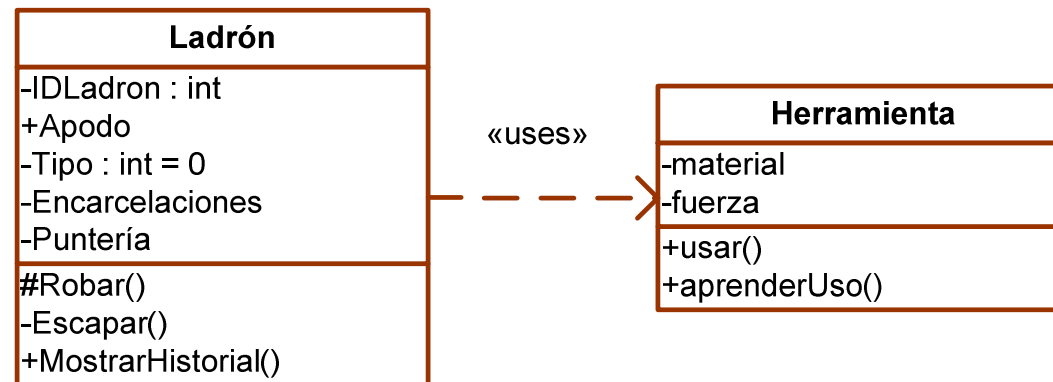 Ladrón
-IDLadron : int
+Apodo
-Tipo : int = 0
-Encarcelaciones
-Puntería
#Robar()
-Escapar()
+MostrarHistorial()
«uses»
Herramienta
-material
-fuerza
+usar()
+aprenderUso()